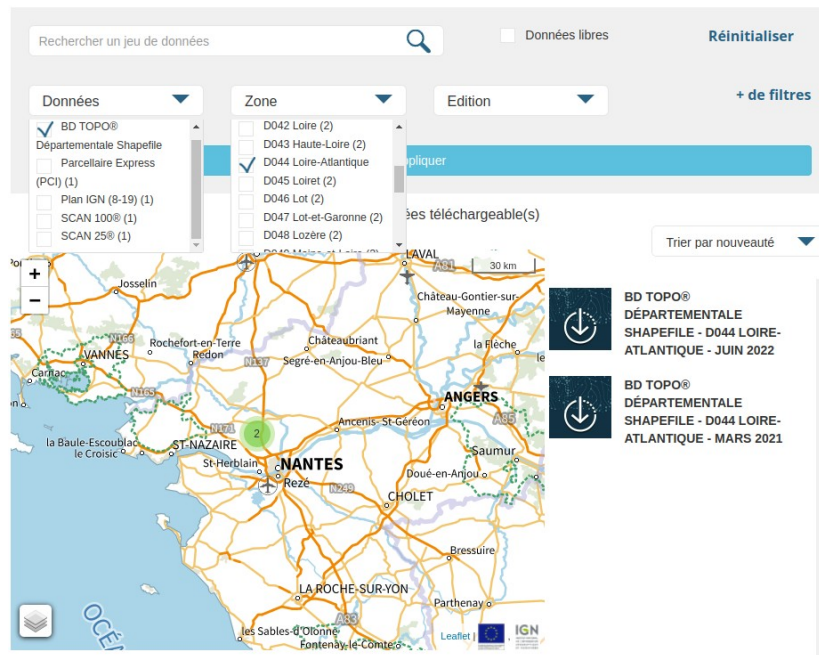 Rechercher un jeu de données
Données libres
Réinitialiser
Données
Zone
Edition
+ de filtres
BD TOPO®
Départementale Shapefile
Parcellaire Express
(PCI) (1)
Plan IGN (8-19) (1)
SCAN 100® (1)
SCAN 25® (1)
D042 Loire (2)
D043 Haute-Loire (2)
D044 Loire-Atlantique
D045 Loiret (2)
D046 Lot (2)
D047 Lot-et-Garonne (2)
D048 Lozère (2)
D049 Maine-et-Loire (2)
pliquer
ées téléchargeable(s)
Trier par nouveauté
+
−
30 km
LAVAL
A81
Josselin
Château-Gontier-sur-
Mayenne
N166
Rochefort-en-Terre
Redon
Châteaubriant
la Flèche
VANNES
N137
Segré-en-Anjou-Bleu
Carnac
N165
ANGERS
N171
2
Ancenis-St-Géréon
A85
la Baule-Escoublac
le Croisic
ST-NAZAIRE
Saumur
St-Herblain
NANTES
Rezé
N249
Doué-en-Anjou
CHOLET
Bressuire
LA ROCHE-SUR-YON
Parthenay
A83
OCÉ
les Sables-d'Olonne
Fontenay-le-Comte
Leaflet |
IGN
BD TOPO®
DÉPARTEMENTALE
SHAPEFILE - D044 LOIRE-
ATLANTIQUE - JUIN 2022
BD TOPO®
DÉPARTEMENTALE
SHAPEFILE - D044 LOIRE-
ATLANTIQUE - MARS 2021